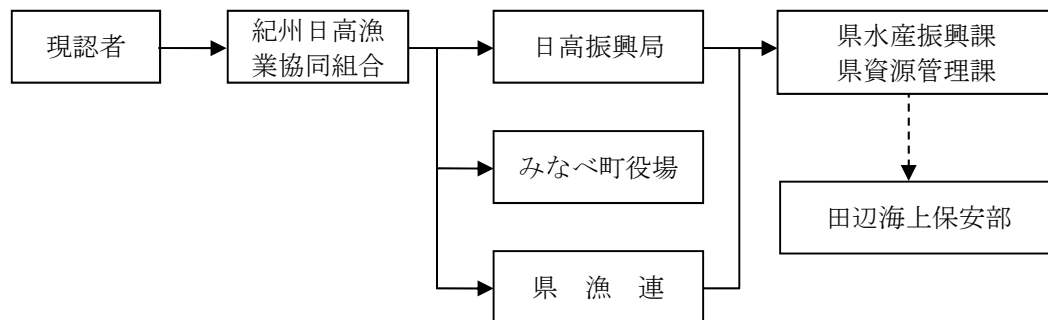 現認者
紀州日高漁
業協同組合
日高振興局
県水産振興課
県資源管理課
みなべ町役場
田辺海上保安部
県　漁　連